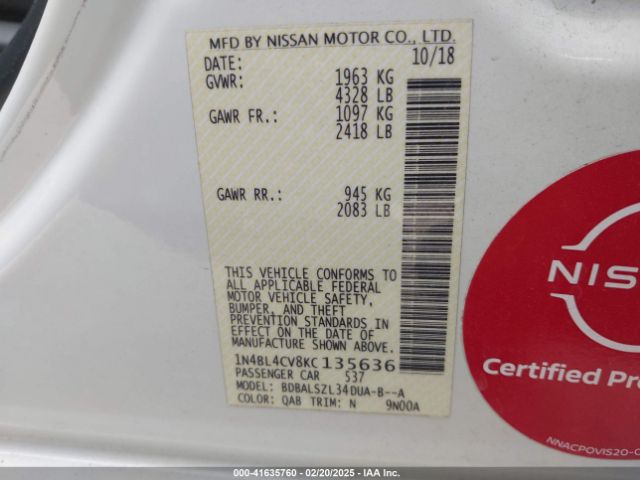 MFD BY NISSAN MOTOR CO., LTD.
DATE: 10/18
GVWR: 1963 KG
4328 LB
GAWR FR.: 1097 KG
2418 LB
GAWR RR.: 945 KG
2083 LB
THIS VEHICLE CONFORMS TO
ALL APPLICABLE FEDERAL
MOTOR VEHICLE SAFETY,
BUMPER, AND THEFT
PREVENTION STANDARDS IN
EFFECT ON THE DATE OF
MANUFACTURE SHOWN ABOVE.
1N4BL4CV8KC135636
PASSENGER CAR 537
MODEL: BDBALSZL34DUA-B--A
COLOR: QAB TRIM: N 9N00A
NIS
NNACPOVIS20-0
000-41635760 — 02/20/2025 — IAA Inc.